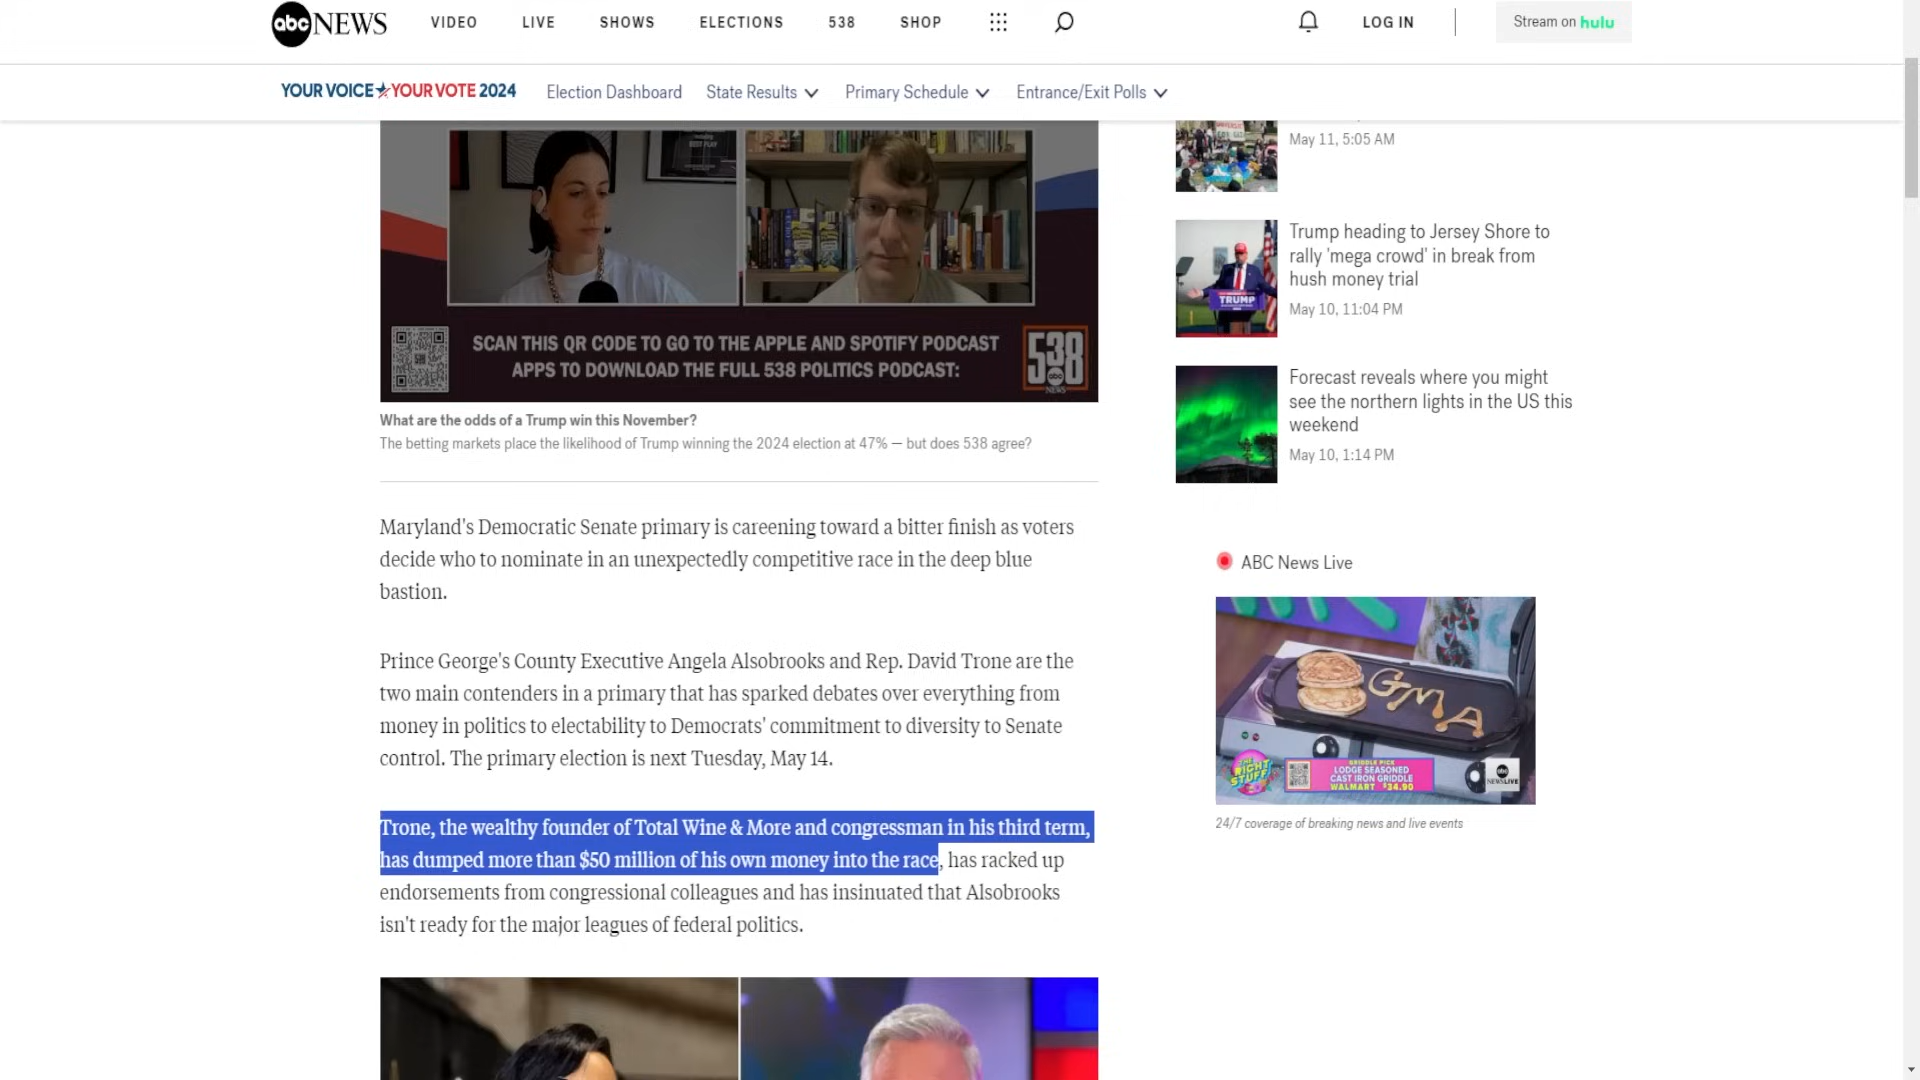 abc NEWS VIDEO LIVE SHOWS ELECTIONS 538 SHOP LOG IN Stream on hulu
YOUR VOICE YOUR VOTE 2024 Election Dashboard State Results Primary Schedule Entrance/Exit Polls
BEST PLAY
SCAN THIS QR CODE TO GO TO THE APPLE AND SPOTIFY PODCAST
APPS TO DOWNLOAD THE FULL 538 POLITICS PODCAST:
538
abc
NEWS
What are the odds of a Trump win this November?
The betting markets place the likelihood of Trump winning the 2024 election at 47% — but does 538 agree?
Maryland's Democratic Senate primary is careening toward a bitter finish as voters
decide who to nominate in an unexpectedly competitive race in the deep blue
bastion.
Prince George's County Executive Angela Alsobrooks and Rep. David Trone are the
two main contenders in a primary that has sparked debates over everything from
money in politics to electability to Democrats' commitment to diversity to Senate
control. The primary election is next Tuesday, May 14.
Trone, the wealthy founder of Total Wine & More and congressman in his third term,
has dumped more than $50 million of his own money into the race, has racked up
endorsements from congressional colleagues and has insinuated that Alsobrooks
isn't ready for the major leagues of federal politics.
May 11, 5:05 AM
TRUMP
Trump heading to Jersey Shore to
rally 'mega crowd' in break from
hush money trial
May 10, 11:04 PM
Forecast reveals where you might
see the northern lights in the US this
weekend
May 10, 1:14 PM
ABC News Live
GMA
THE RIGHT STUFF
GRIDDLE PICK
LODGE SEASONED
CAST IRON GRIDDLE
WALMART $34.90
abc
NEWS LIVE
24/7 coverage of breaking news and live events